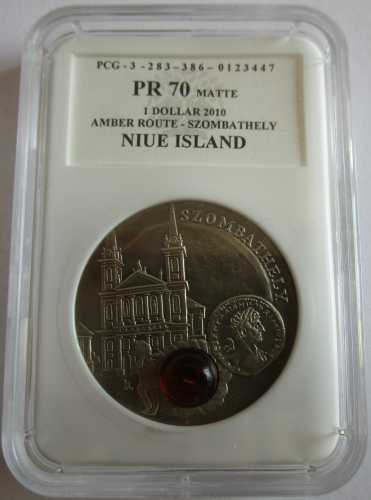 PCG-3-283-386-0123447
PR 70 MATTE
1 DOLLAR 2010
AMBER ROUTE - SZOMBATHELY
NIUE ISLAND
SZOMBATHELY